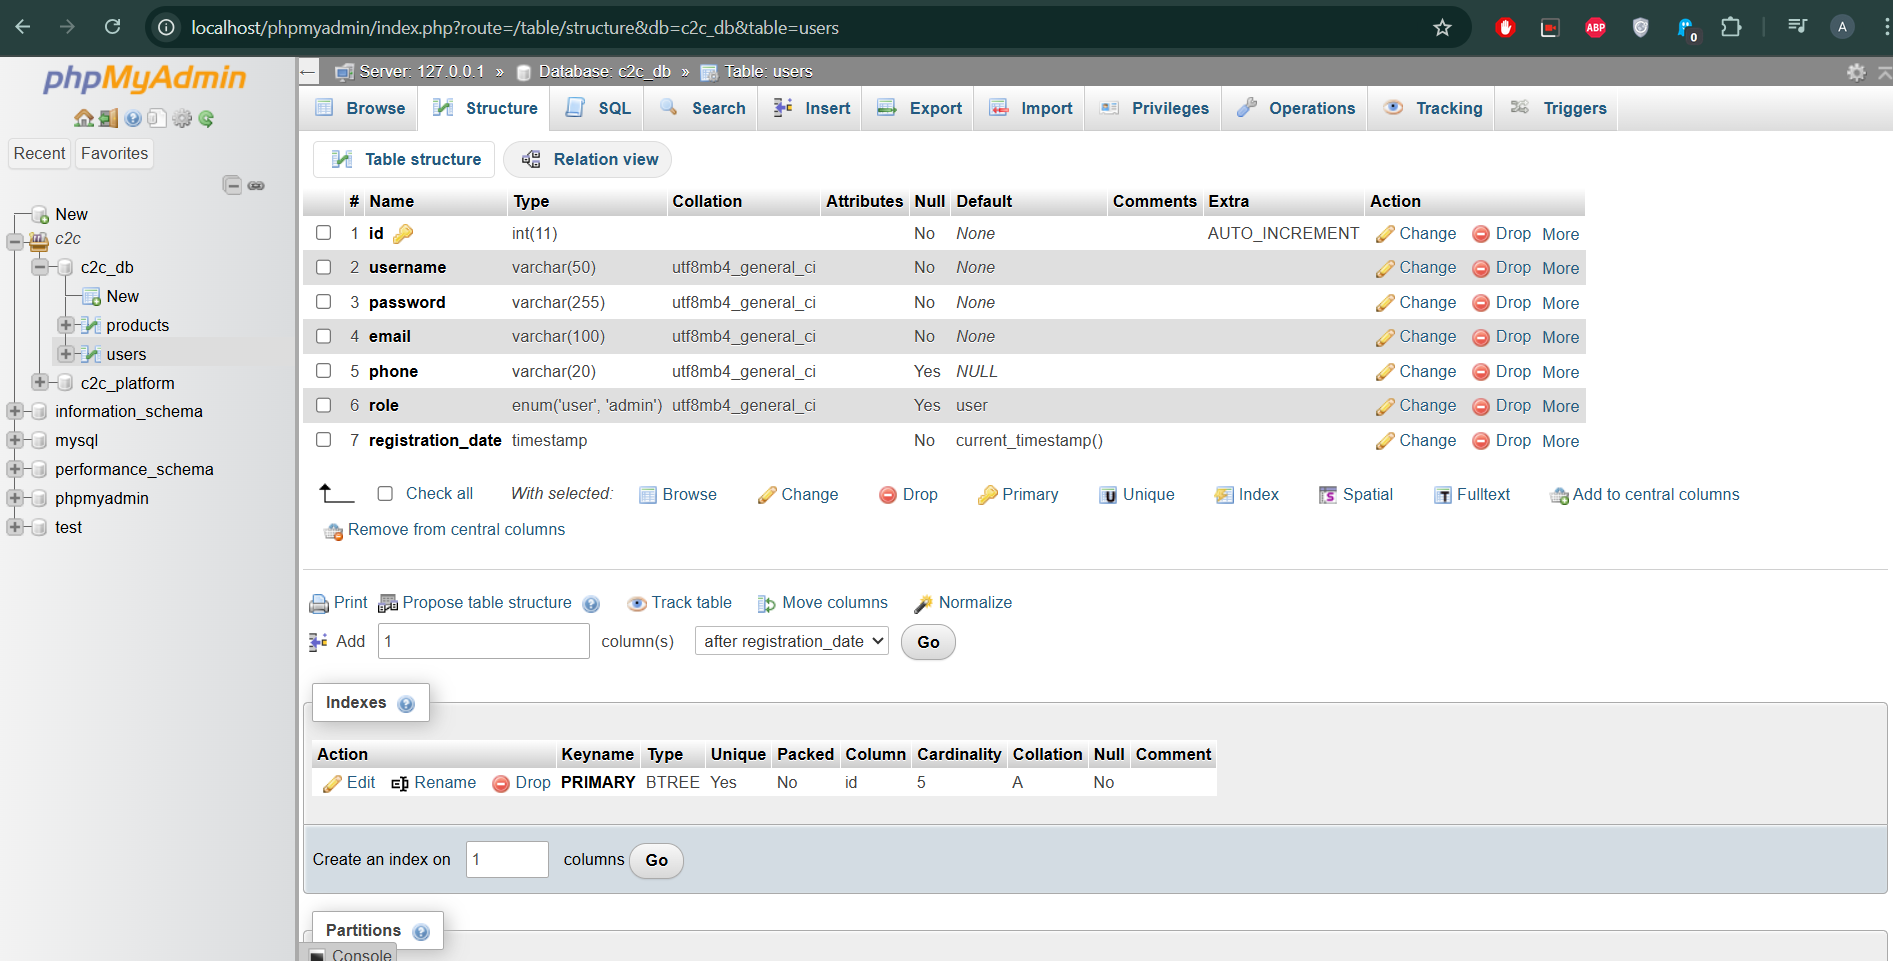 localhost/phpmyadmin/index.php?route=/table/structure&db=c2c_db&table=users
ABP
0
A
phpMyAdmin
Recent
Favorites
New
c2c
c2c_db
New
products
users
c2c_platform
information_schema
mysql
performance_schema
phpmyadmin
test
Server: 127.0.0.1 » Database: c2c_db » Table: users
Browse Structure SQL Search Insert Export Import Privileges Operations Tracking Triggers
Table structure Relation view
# Name Type Collation Attributes Null Default Comments Extra Action
1 id int(11) No None AUTO_INCREMENT Change Drop More
2 username varchar(50) utf8mb4_general_ci No None Change Drop More
3 password varchar(255) utf8mb4_general_ci No None Change Drop More
4 email varchar(100) utf8mb4_general_ci No None Change Drop More
5 phone varchar(20) utf8mb4_general_ci Yes NULL Change Drop More
6 role enum('user', 'admin') utf8mb4_general_ci Yes user Change Drop More
7 registration_date timestamp No current_timestamp() Change Drop More
Check all With selected: Browse Change Drop Primary Unique Index Spatial Fulltext Add to central columns
Remove from central columns
Print Propose table structure Track table Move columns Normalize
Add 1 column(s) after registration_date Go
Indexes
Action Keyname Type Unique Packed Column Cardinality Collation Null Comment
Edit Rename Drop PRIMARY BTREE Yes No id 5 A No
Create an index on 1 columns Go
Partitions
Console